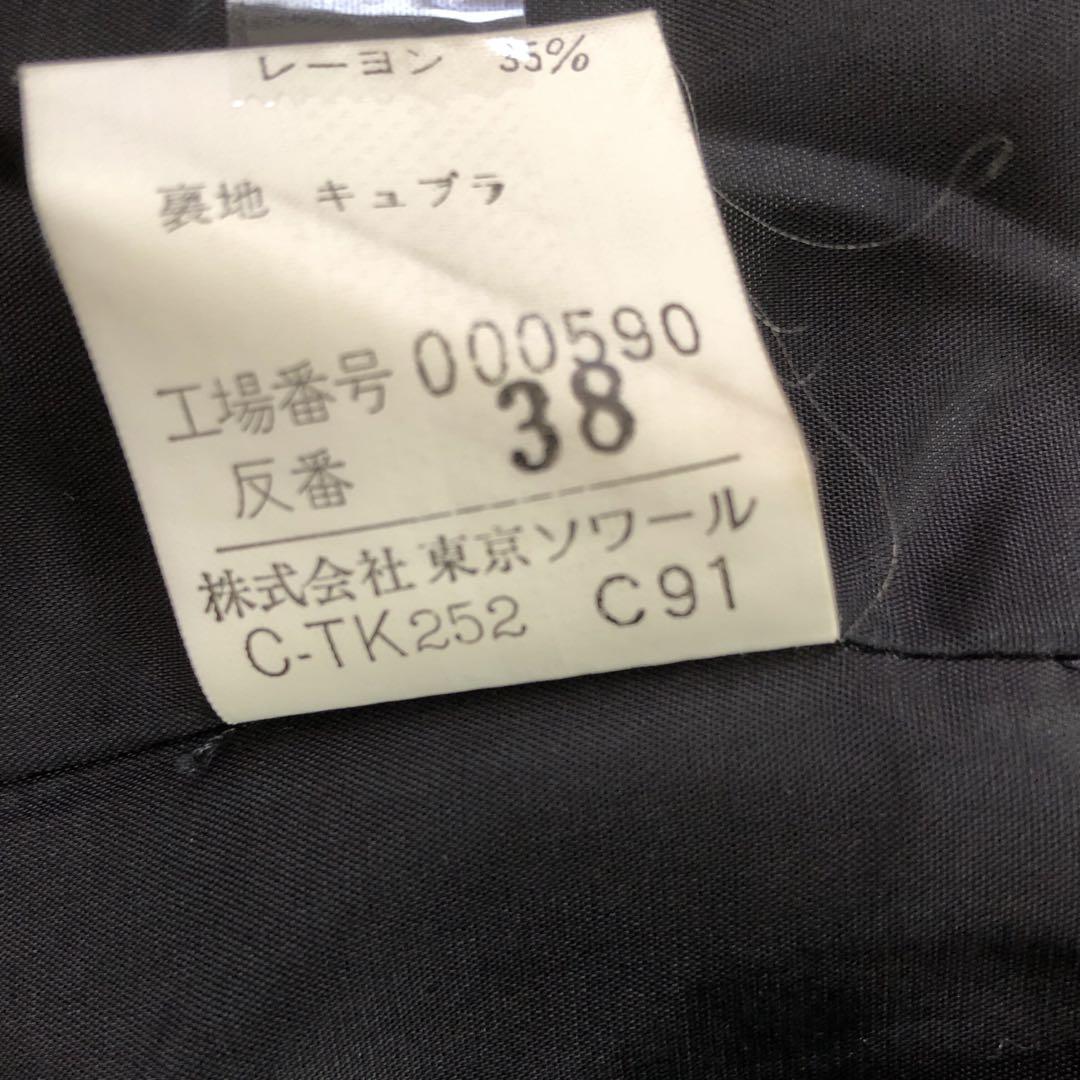 レーヨン 35%
裏地 キュプラ
工場番号 000590
反番 38
株式会社 東京ソワール
C-TK252 C91